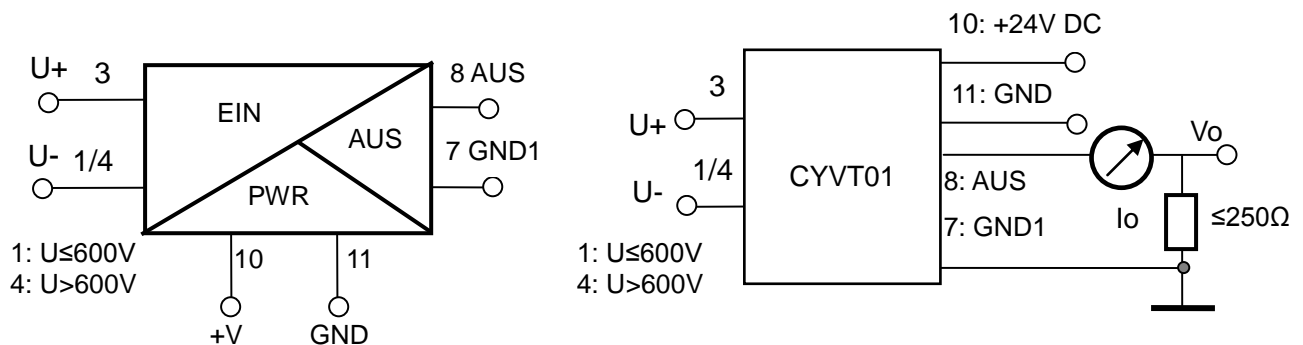 U+ 3
EIN
8 AUS
AUS
U- 1/4
7 GND1
PWR
1: U≤600V
4: U>600V
10
11
+V
GND
10: +24V DC
3
11: GND
U+
Vo
1/4
CYVT01
8: AUS
U-
Io
≤250Ω
7: GND1
1: U≤600V
4: U>600V